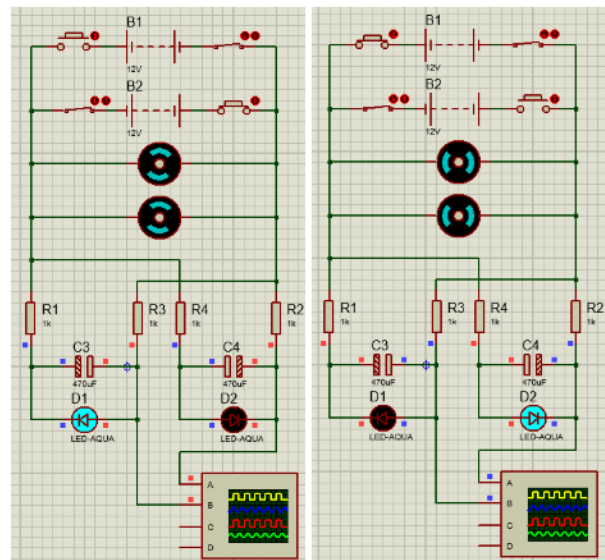 B1
12V
B2
12V
R1
1k
R3
1k
R4
1k
R2
1k
C3
470uF
C4
470uF
D1
LED-AQUA
D2
LED-AQUA
A
B
C
D
B1
12V
B2
12V
R1
1k
R3
1k
R4
1k
R2
1k
C3
470uF
C4
470uF
D1
LED-AQUA
D2
LED-AQUA
A
B
C
D